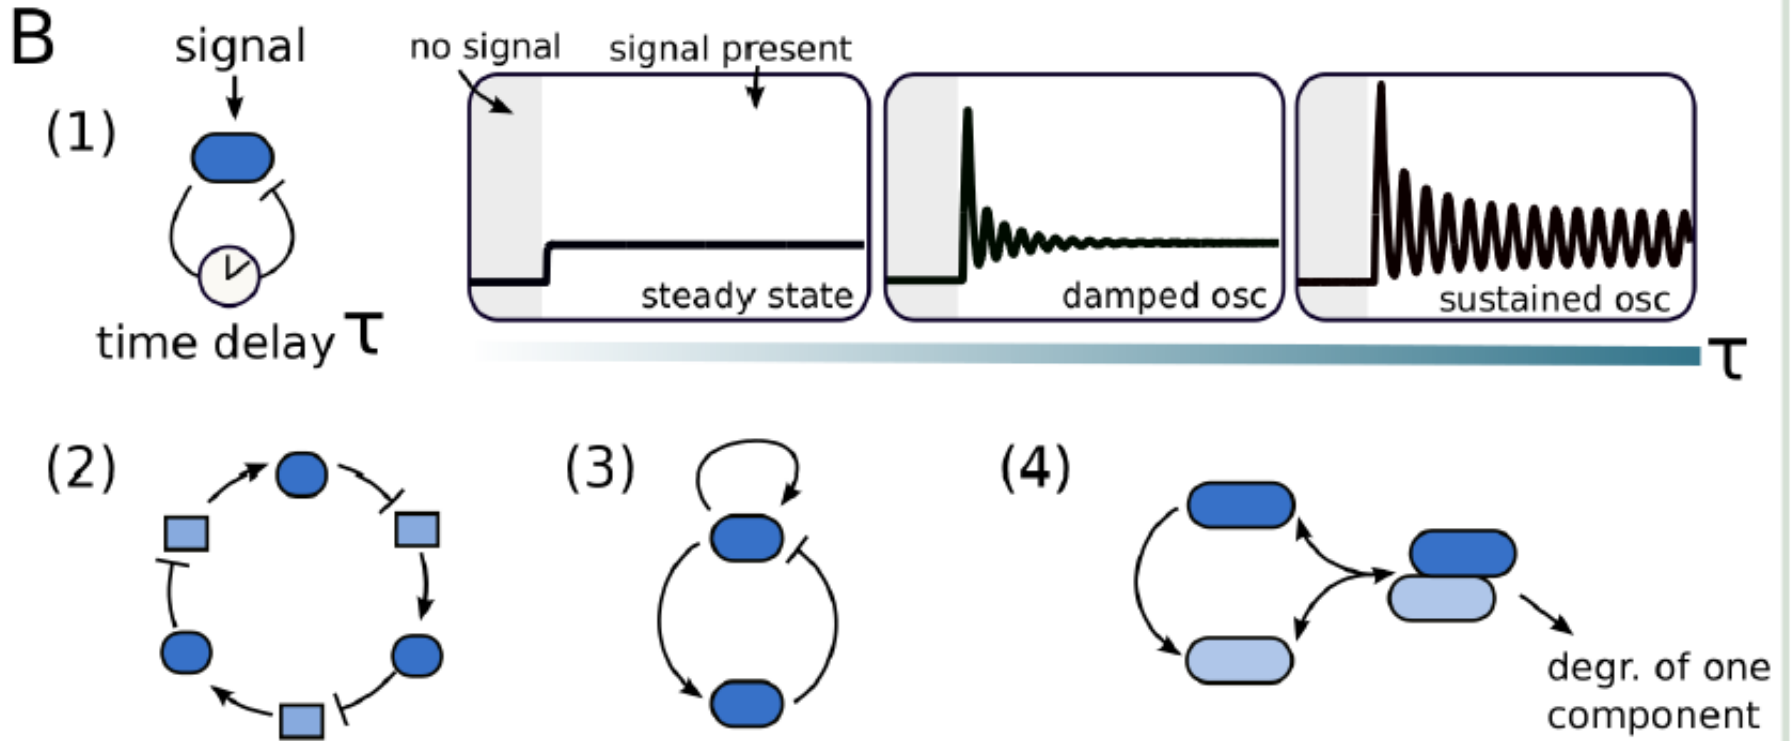 B
signal
no signal
signal present
(1)
steady state
damped osc
sustained osc
time delay τ
τ
(2)
(3)
(4)
degr. of one
component